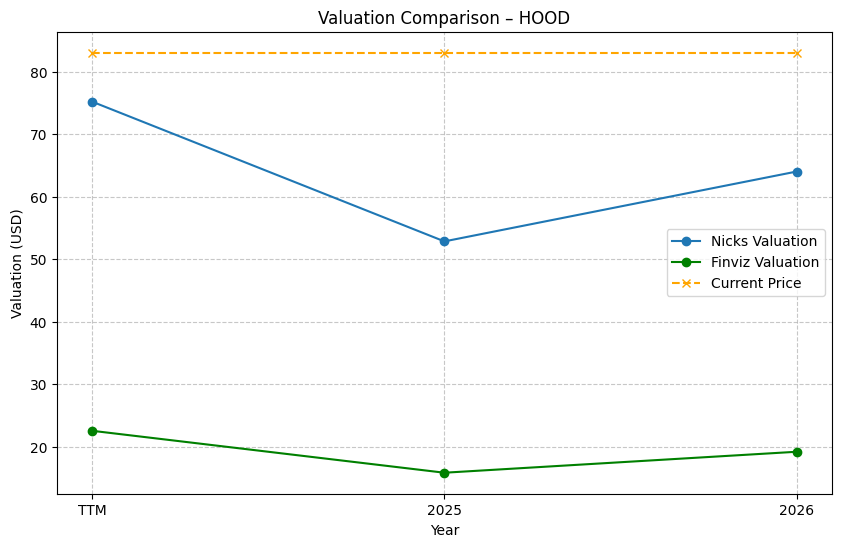 Valuation Comparison – HOOD
Valuation (USD)
80
70
60
50
40
30
20
Nicks Valuation
Finviz Valuation
Current Price
TTM
2025
2026
Year